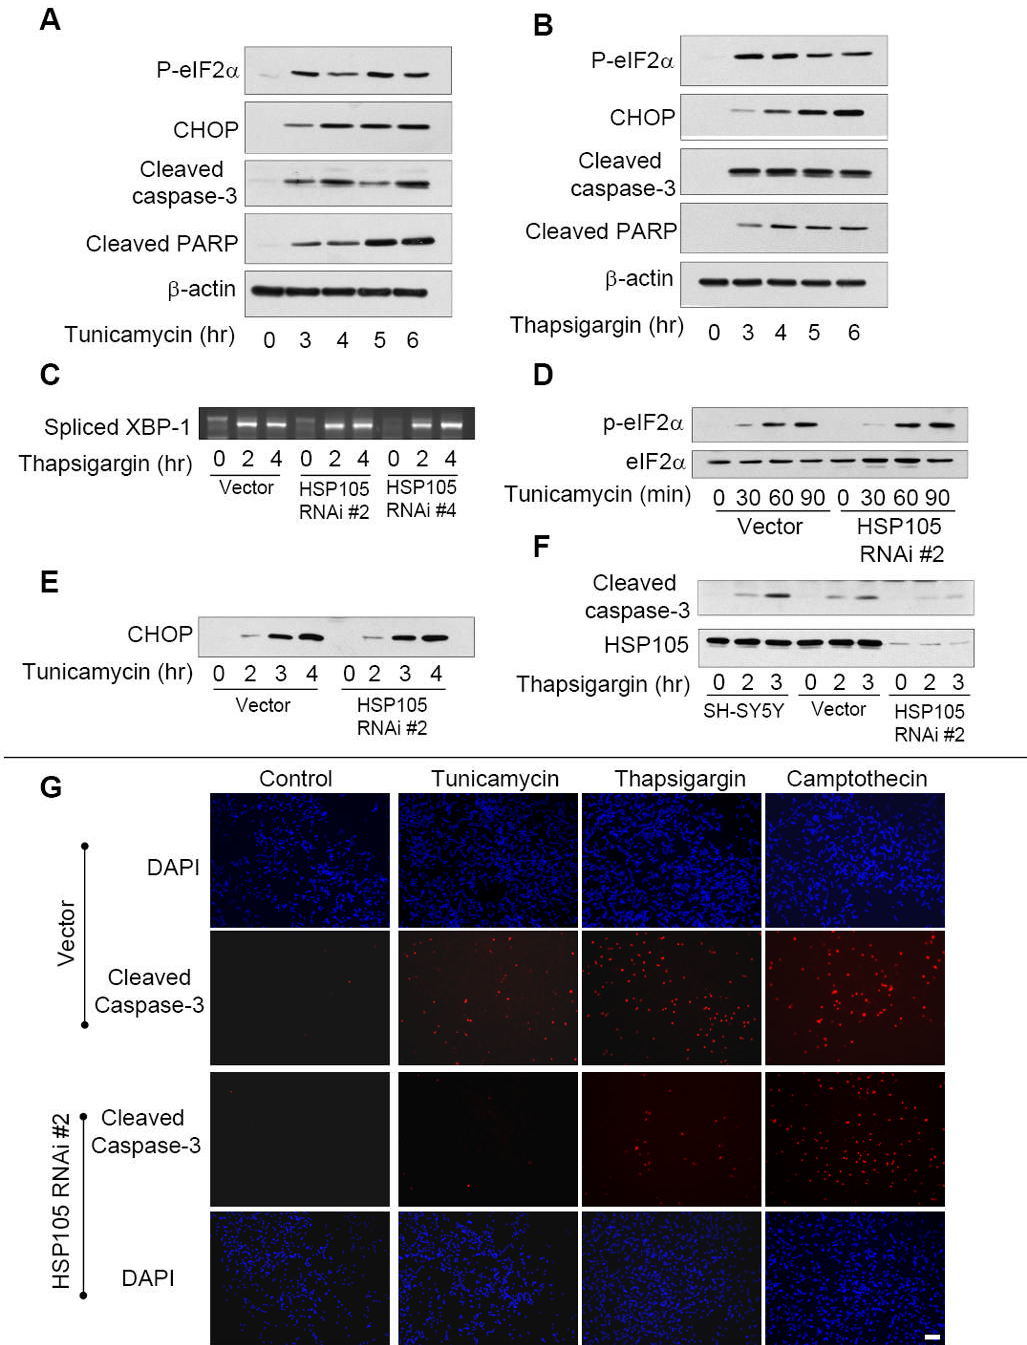 A
P-eIF2α
CHOP
Cleaved
caspase-3
Cleaved PARP
β-actin
Tunicamycin (hr)
0 3 4 5 6
B
P-eIF2α
CHOP
Cleaved
caspase-3
Cleaved PARP
β-actin
Thapsigargin (hr)
0 3 4 5 6
C
Spliced XBP-1
Thapsigargin (hr)
0 2 4 0 2 4 0 2 4
Vector
HSP105
RNAi #2
HSP105
RNAi #4
D
p-eIF2α
eIF2α
Tunicamycin (min)
0 30 60 90 0 30 60 90
Vector
HSP105
RNAi #2
E
CHOP
Tunicamycin (hr)
0 2 3 4 0 2 3 4
Vector
HSP105
RNAi #2
F
Cleaved
caspase-3
HSP105
Thapsigargin (hr)
0 2 3 0 2 3 0 2 3
SH-SY5Y
Vector
HSP105
RNAi #2
G
Control Tunicamycin Thapsigargin Camptothecin
Vector
DAPI
Cleaved
Caspase-3
HSP105 RNAi #2
Cleaved
Caspase-3
DAPI